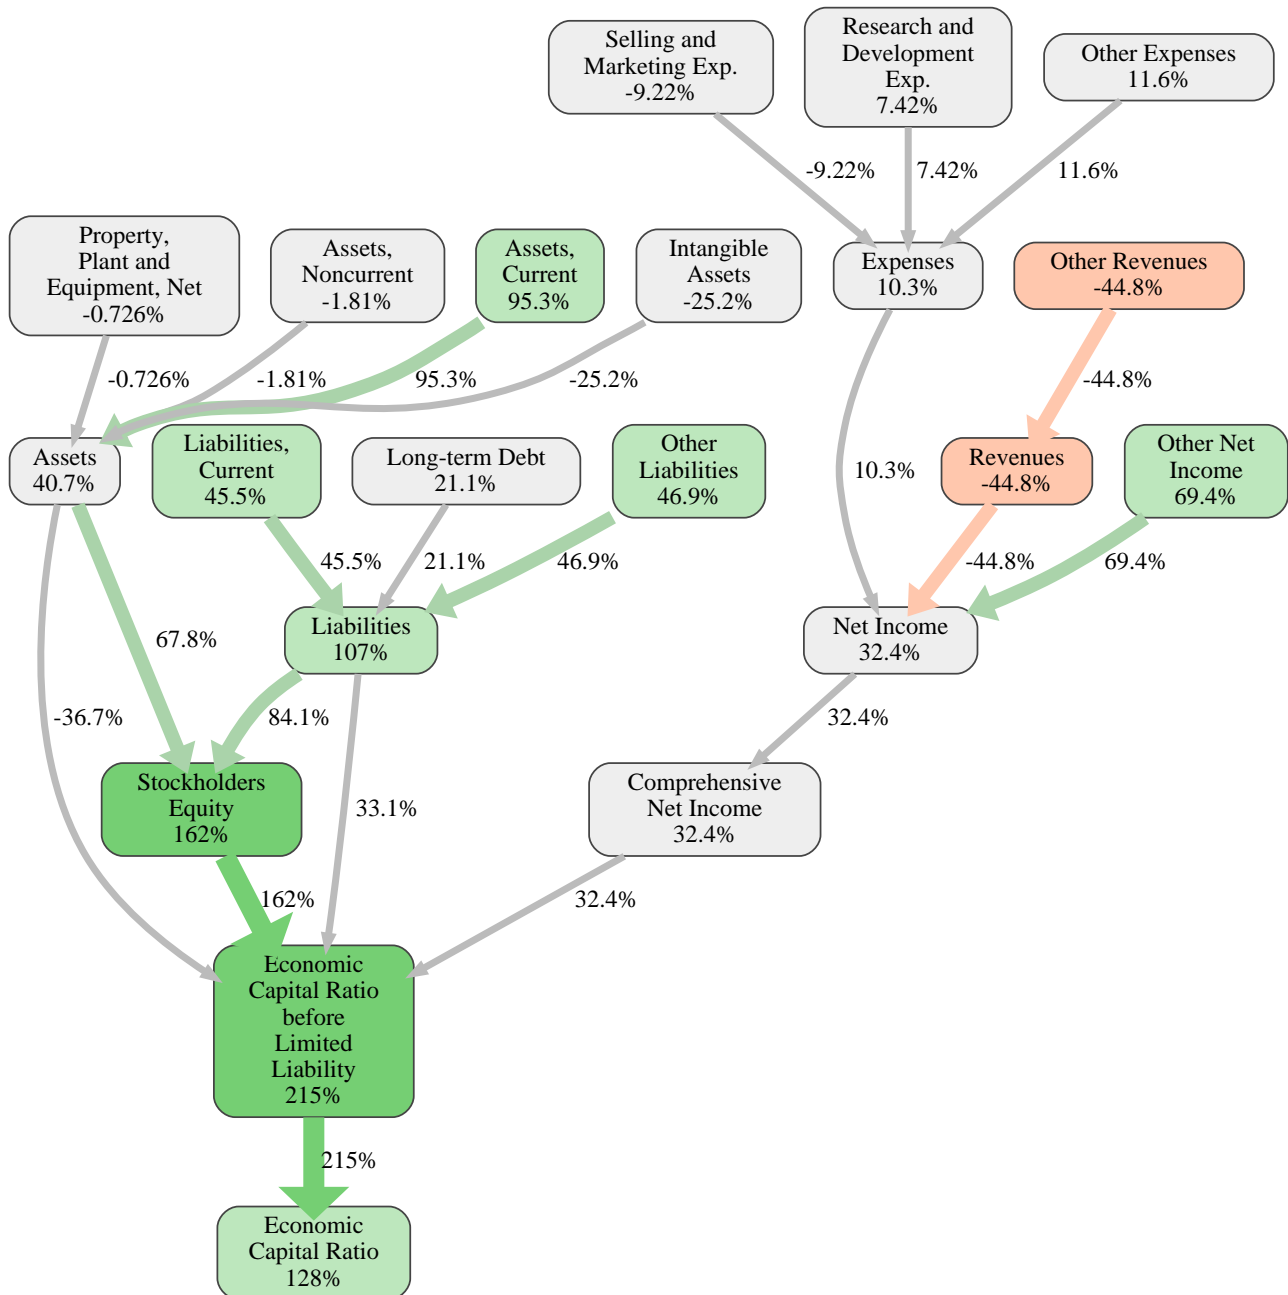 Selling and
Marketing Exp.
-9.22%
Research and
Development
Exp.
7.42%
Other Expenses
11.6%
-9.22%
7.42%
11.6%
Property,
Plant and
Equipment, Net
-0.726%
Assets,
Noncurrent
-1.81%
Assets,
Current
95.3%
Intangible
Assets
-25.2%
Expenses
10.3%
Other Revenues
-44.8%
-0.726%
-1.81%
95.3%
-25.2%
-44.8%
Assets
40.7%
Liabilities,
Current
45.5%
Long-term Debt
21.1%
Other
Liabilities
46.9%
10.3%
Revenues
-44.8%
Other Net
Income
69.4%
45.5%
21.1%
46.9%
-44.8%
69.4%
67.8%
Liabilities
107%
Net Income
32.4%
-36.7%
84.1%
32.4%
Stockholders
Equity
162%
33.1%
Comprehensive
Net Income
32.4%
162%
32.4%
Economic
Capital Ratio
before
Limited
Liability
215%
215%
Economic
Capital Ratio
128%